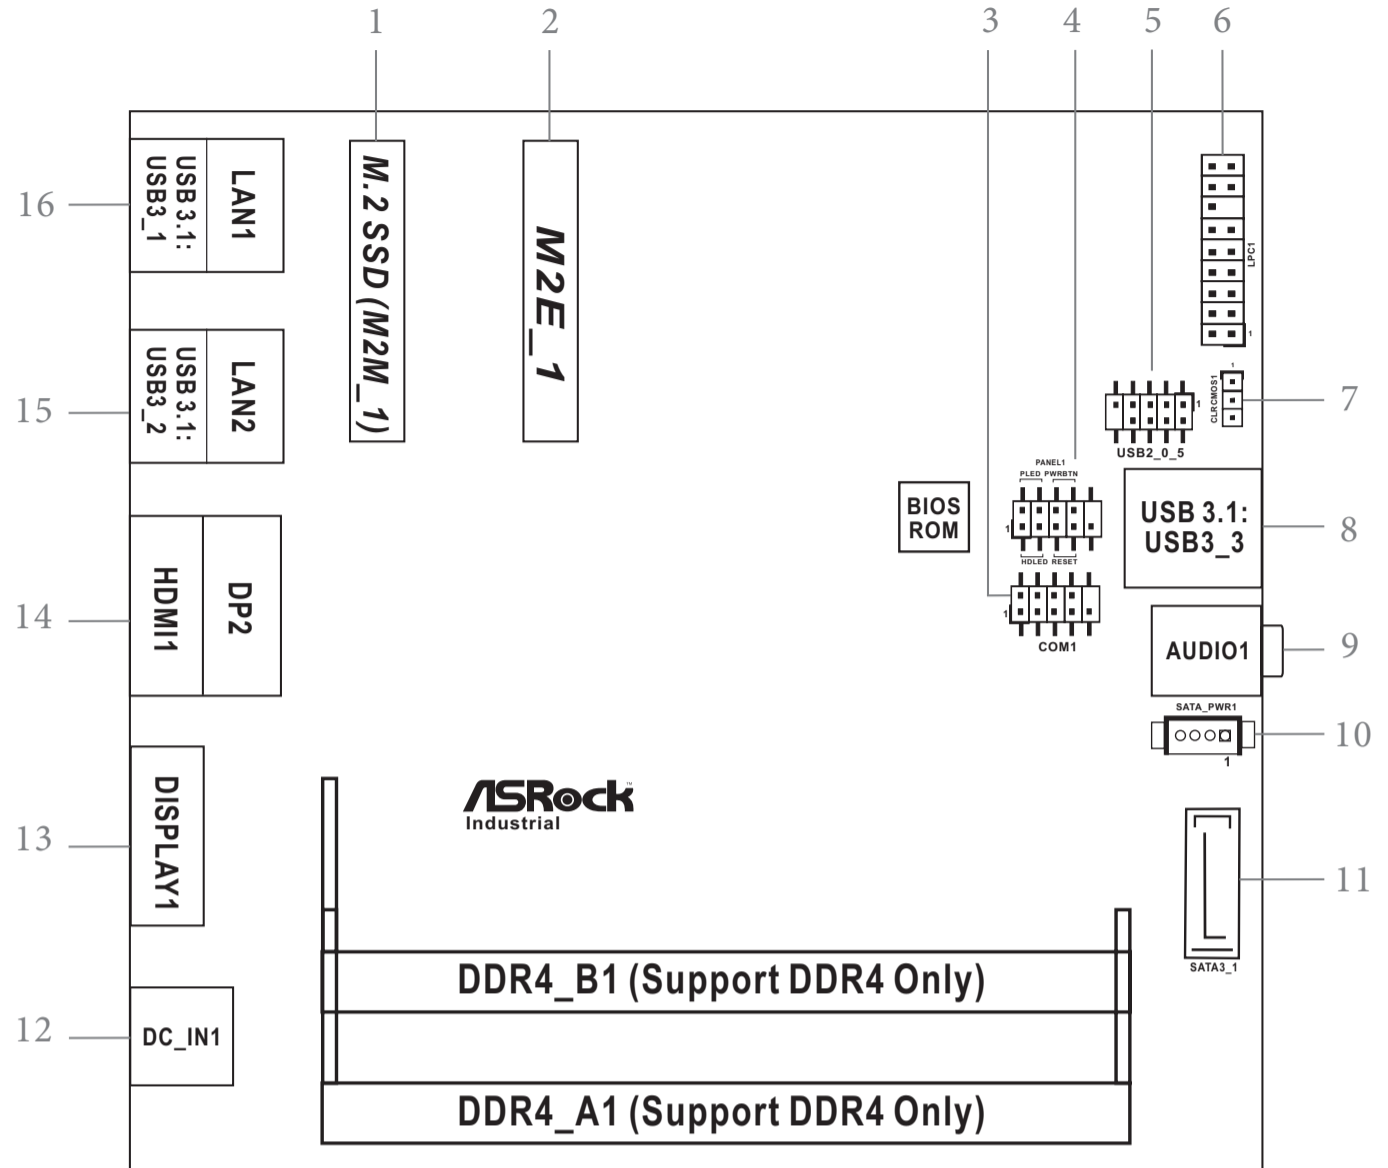 1
2
3
4
5
6
16
USB 3.1:
USB3_1
LAN1
M.2 SSD (M2M_1)
M2E_1
LPC1
1
15
USB 3.1:
USB3_2
LAN2
1
CLRCMOS1
7
1
USB2_0_5
PANEL1
PLED PWRBTN
1
HDLED RESET
BIOS
ROM
USB 3.1:
USB3_3
8
14
HDMI1
DP2
1
COM1
AUDIO1
9
SATA_PWR1
1
10
13
DISPLAY1
ASRock™
Industrial
11
SATA3_1
12
DC_IN1
DDR4_B1 (Support DDR4 Only)
DDR4_A1 (Support DDR4 Only)